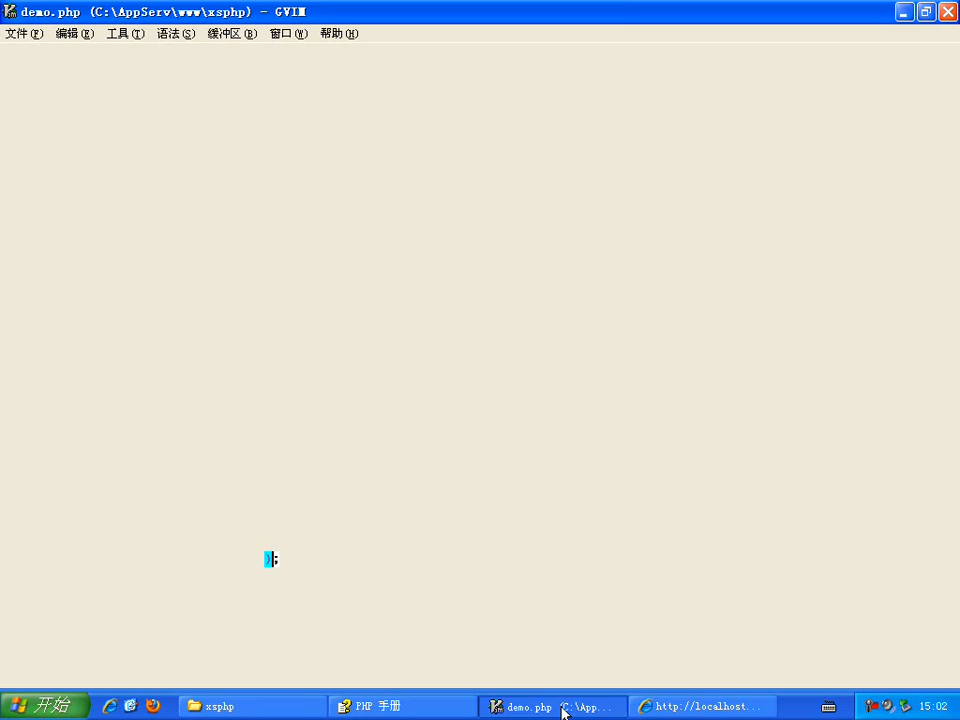 demo.php (C:\AppServ\www\xsphp) - GVIM
文件(F) 编辑(E) 工具(T) 语法(S) 缓冲区(B) 窗口(W) 帮助(H)
);
开始 xsphp PHP 手册 demo.php (C:\App... http://localhost... 15:02